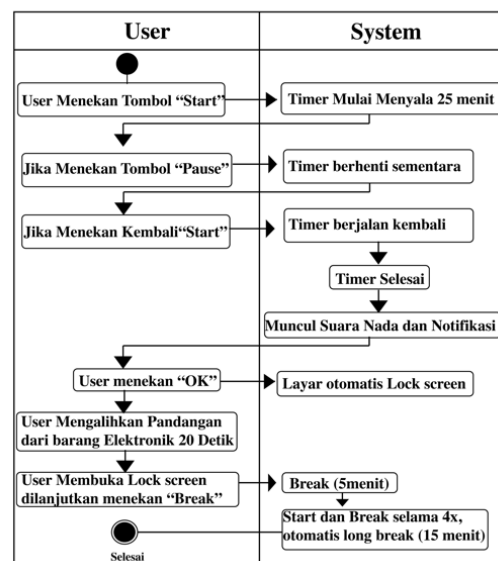 User
System
User Menekan Tombol “Start”
Timer Mulai Menyala 25 menit
Jika Menekan Tombol “Pause”
Timer berhenti sementara
Jika Menekan Kembali“Start”
Timer berjalan kembali
Timer Selesai
Muncul Suara Nada dan Notifikasi
User menekan “OK”
Layar otomatis Lock screen
User Mengalihkan Pandangan
dari barang Elektronik 20 Detik
User Membuka Lock screen
dilanjutkan menekan “Break”
Break (5menit)
Start dan Break selama 4x,
otomatis long break (15 menit)
Selesai